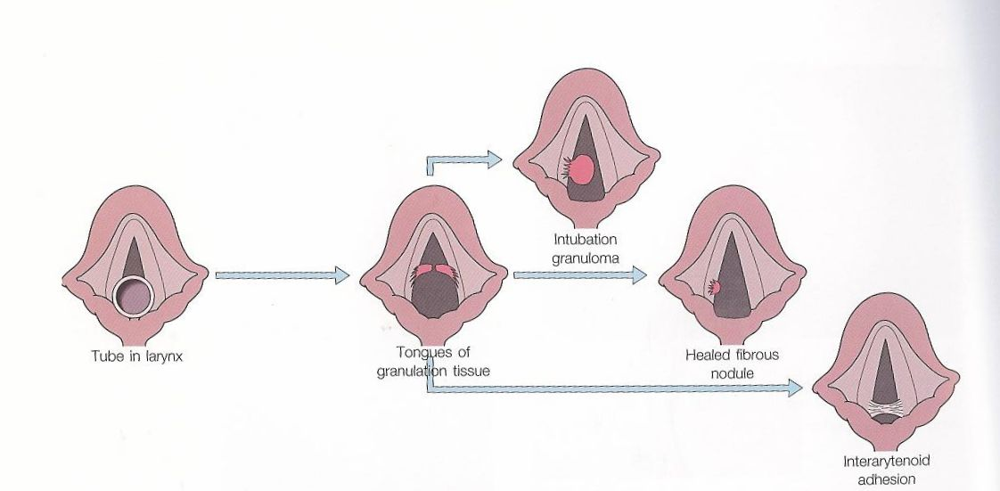 Intubation
granuloma
Tube in larynx
Tongues of
granulation tissue
Healed fibrous
nodule
Interarytenoid
adhesion